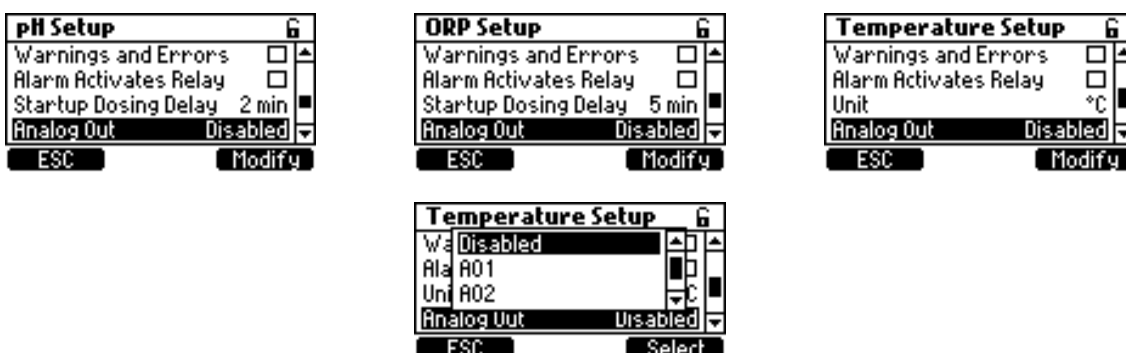 pH Setup
Warnings and Errors
Alarm Activates Relay
Startup Dosing Delay 2 min
Analog Out Disabled
ESC Modify
ORP Setup
Warnings and Errors
Alarm Activates Relay
Startup Dosing Delay 5 min
Analog Out Disabled
ESC Modify
Temperature Setup
Warnings and Errors
Alarm Activates Relay
Unit °C
Analog Out Disabled
ESC Modify
Temperature Setup
Wa Disabled
Ala AO1
Uni AO2 C
Analog Out Disabled
ESC Select